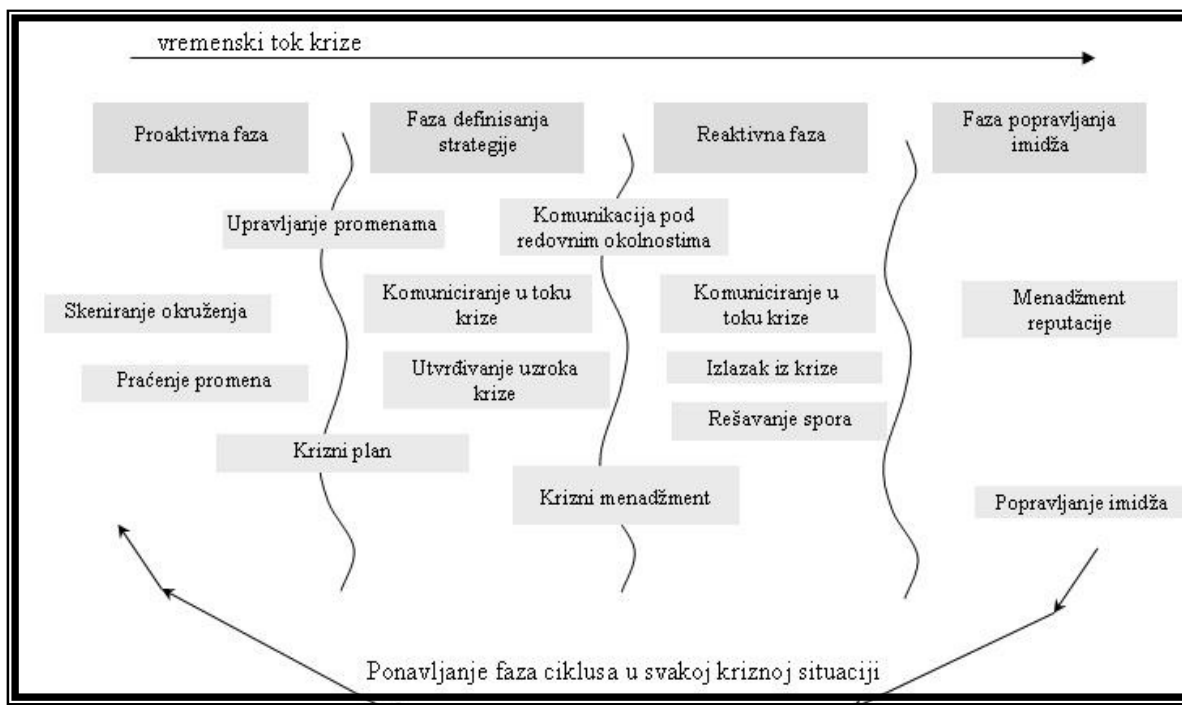 vremenski tok krize
Proaktivna faza
Faza definisanja
strategije
Reaktivna faza
Faza popravljanja
imidža
Upravljanje promenama
Komunikacija pod
redovnim okolnostima
Skeniranje okruženja
Komuniciranje u toku
krize
Komuniciranje u
toku krize
Menadžment
reputacije
Praćenje promena
Utvrđivanje uzroka
krize
Izlazak iz krize
Rešavanje spora
Krizni plan
Krizni menadžment
Popravljanje imidža
Ponavljanje faza ciklusa u svakoj kriznoj situaciji